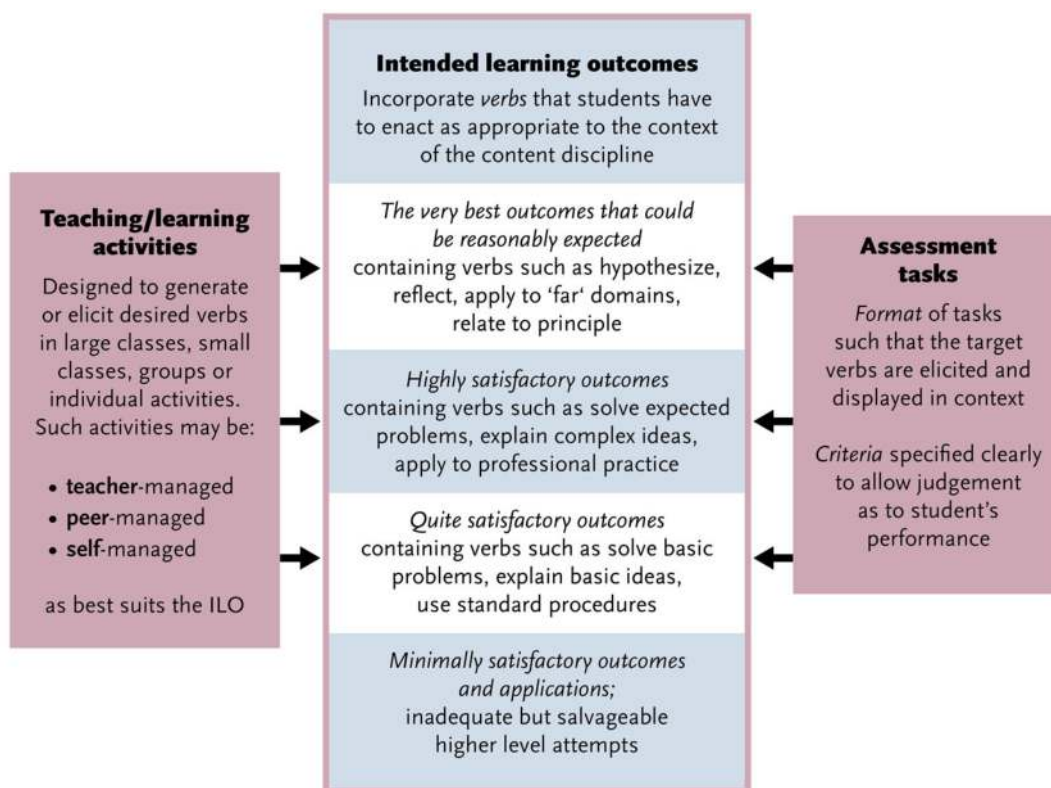 Intended learning outcomes
Incorporate verbs that students have
to enact as appropriate to the context
of the content discipline
Teaching/learning
activities
Designed to generate
or elicit desired verbs
in large classes, small
classes, groups or
individual activities.
Such activities may be:
• teacher-managed
• peer-managed
• self-managed
as best suits the ILO
The very best outcomes that could
be reasonably expected
containing verbs such as hypothesize,
reflect, apply to ‘far‘ domains,
relate to principle
Highly satisfactory outcomes
containing verbs such as solve expected
problems, explain complex ideas,
apply to professional practice
Quite satisfactory outcomes
containing verbs such as solve basic
problems, explain basic ideas,
use standard procedures
Minimally satisfactory outcomes
and applications;
inadequate but salvageable
higher level attempts
Assessment
tasks
Format of tasks
such that the target
verbs are elicited and
displayed in context
Criteria specified clearly
to allow judgement
as to student’s
performance